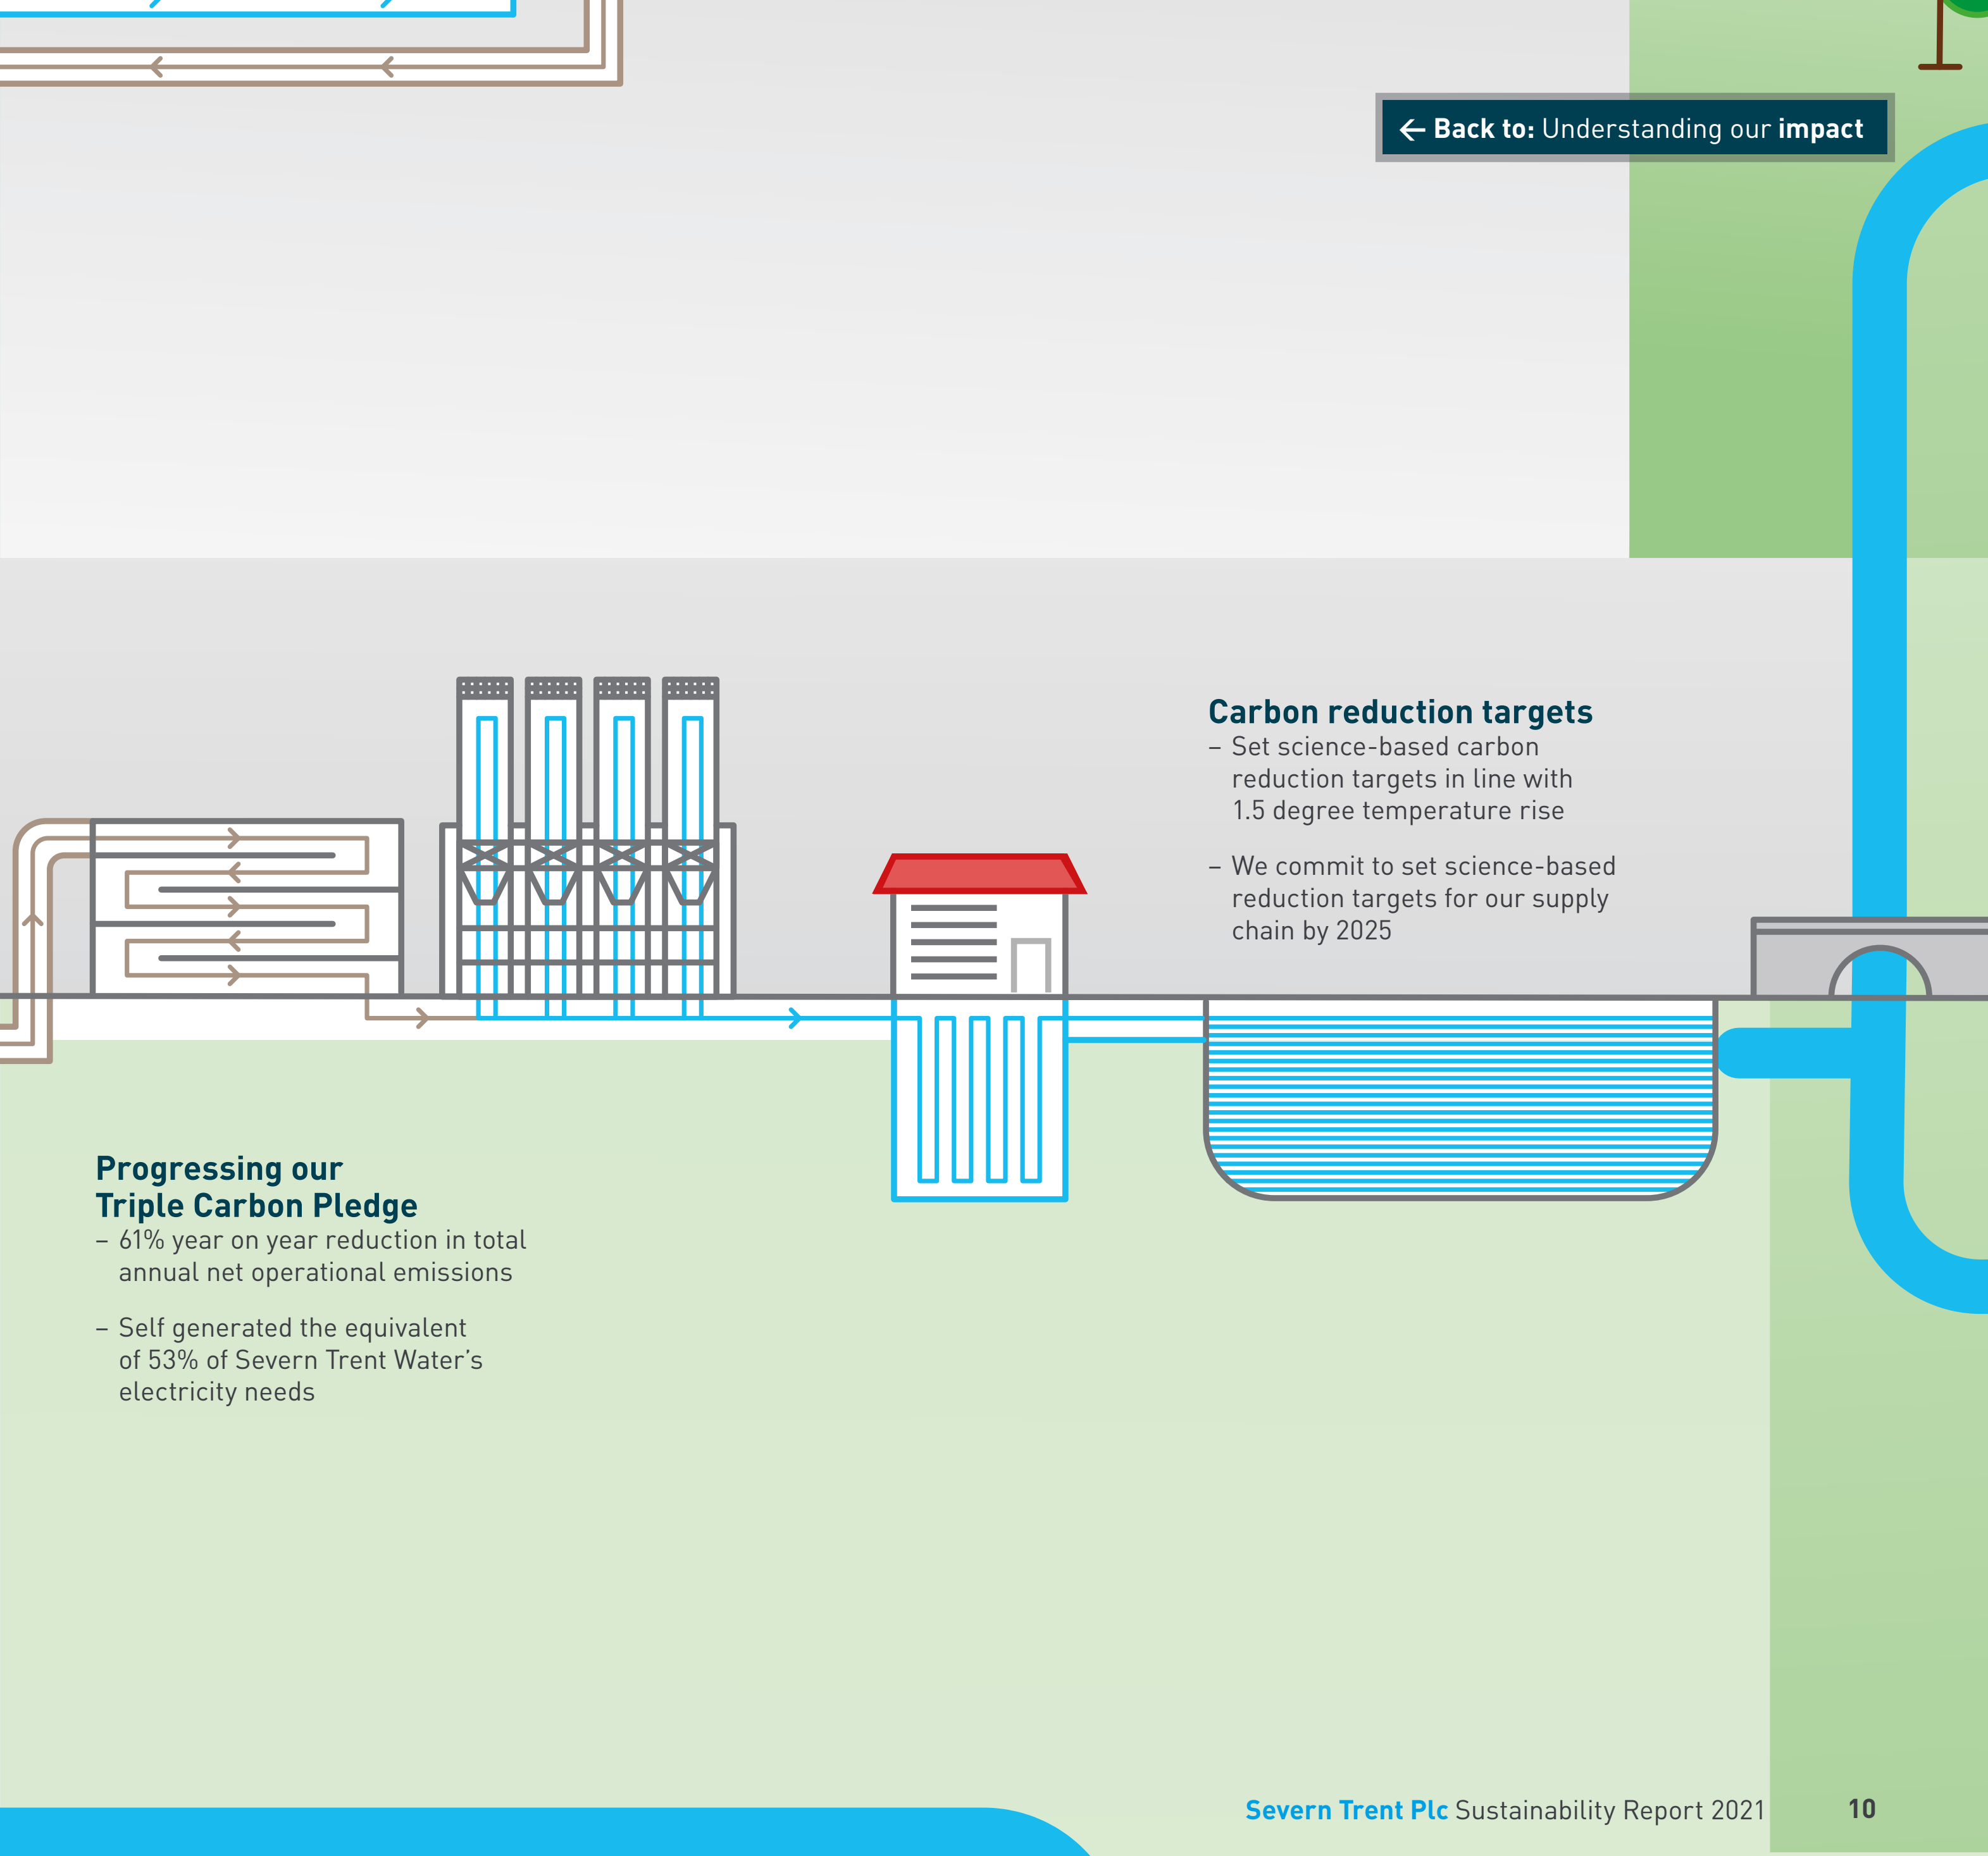 ← Back to: Understanding our impact
Carbon reduction targets
– Set science-based carbon
reduction targets in line with
1.5 degree temperature rise
– We commit to set science-based
reduction targets for our supply
chain by 2025
Progressing our
Triple Carbon Pledge
– 61% year on year reduction in total
annual net operational emissions
– Self generated the equivalent
of 53% of Severn Trent Water’s
electricity needs
Severn Trent Plc Sustainability Report 2021 10